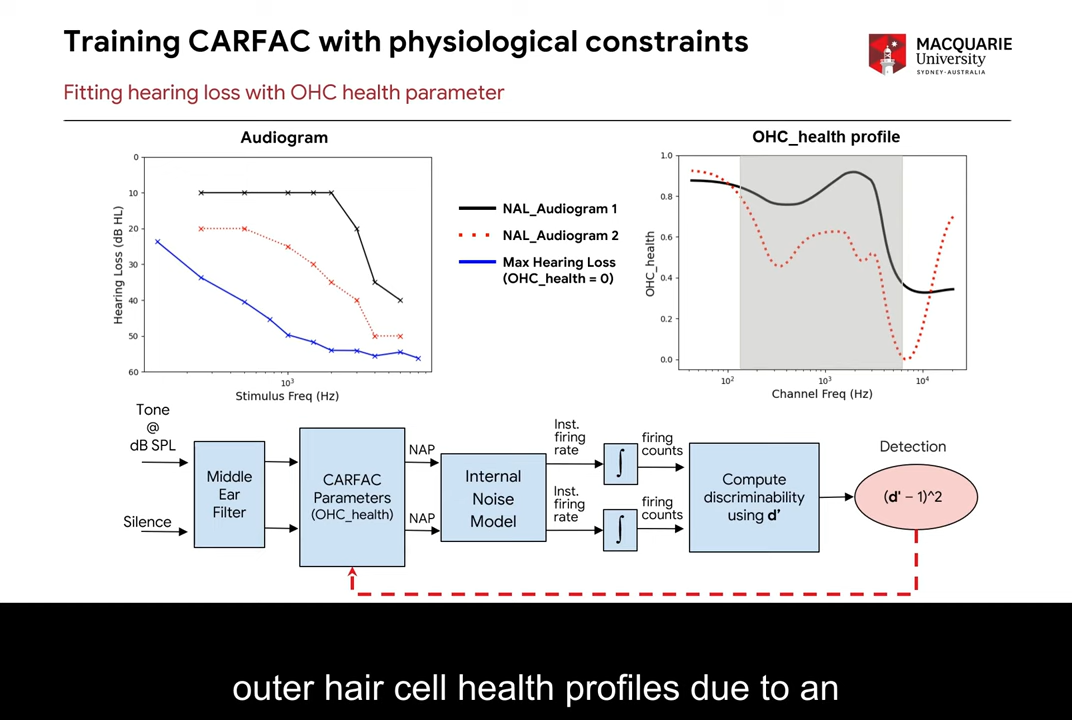 Training CARFAC with physiological constraints
MACQUARIE
University
SYDNEY·AUSTRALIA
Fitting hearing loss with OHC health parameter
Audiogram
0
10
20
30
40
50
60
Hearing Loss (dB HL)
10³
Stimulus Freq (Hz)
NAL_Audiogram 1
NAL_Audiogram 2
Max Hearing Loss
(OHC_health = 0)
OHC_health profile
1.0
0.8
0.6
0.4
0.2
0.0
OHC_health
10² 10³ 10⁴
Channel Freq (Hz)
Tone
@
dB SPL
Silence
Middle
Ear
Filter
CARFAC
Parameters
(OHC_health)
NAP
NAP
Internal
Noise
Model
Inst.
firing
rate
Inst.
firing
rate
∫
∫
firing
counts
firing
counts
Compute
discriminability
using d'
Detection
(d' − 1)^2
outer hair cell health profiles due to an